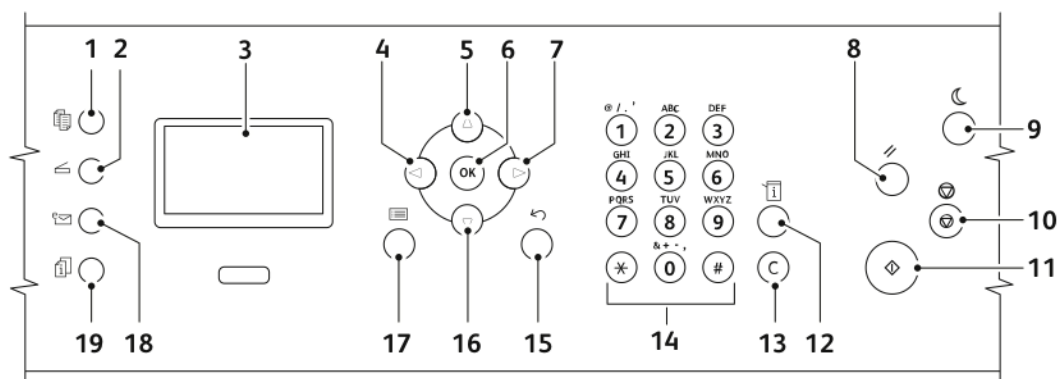 1 2 3 4 5 6 7 8
9
@ / . ' ABC DEF
1 2 3
GHI JKL MNO
OK 4 5 6
PQRS TUV WXYZ
7 8 9 10
& + - ,
* 0 # C 11
19 18 17 16 15 14 13 12